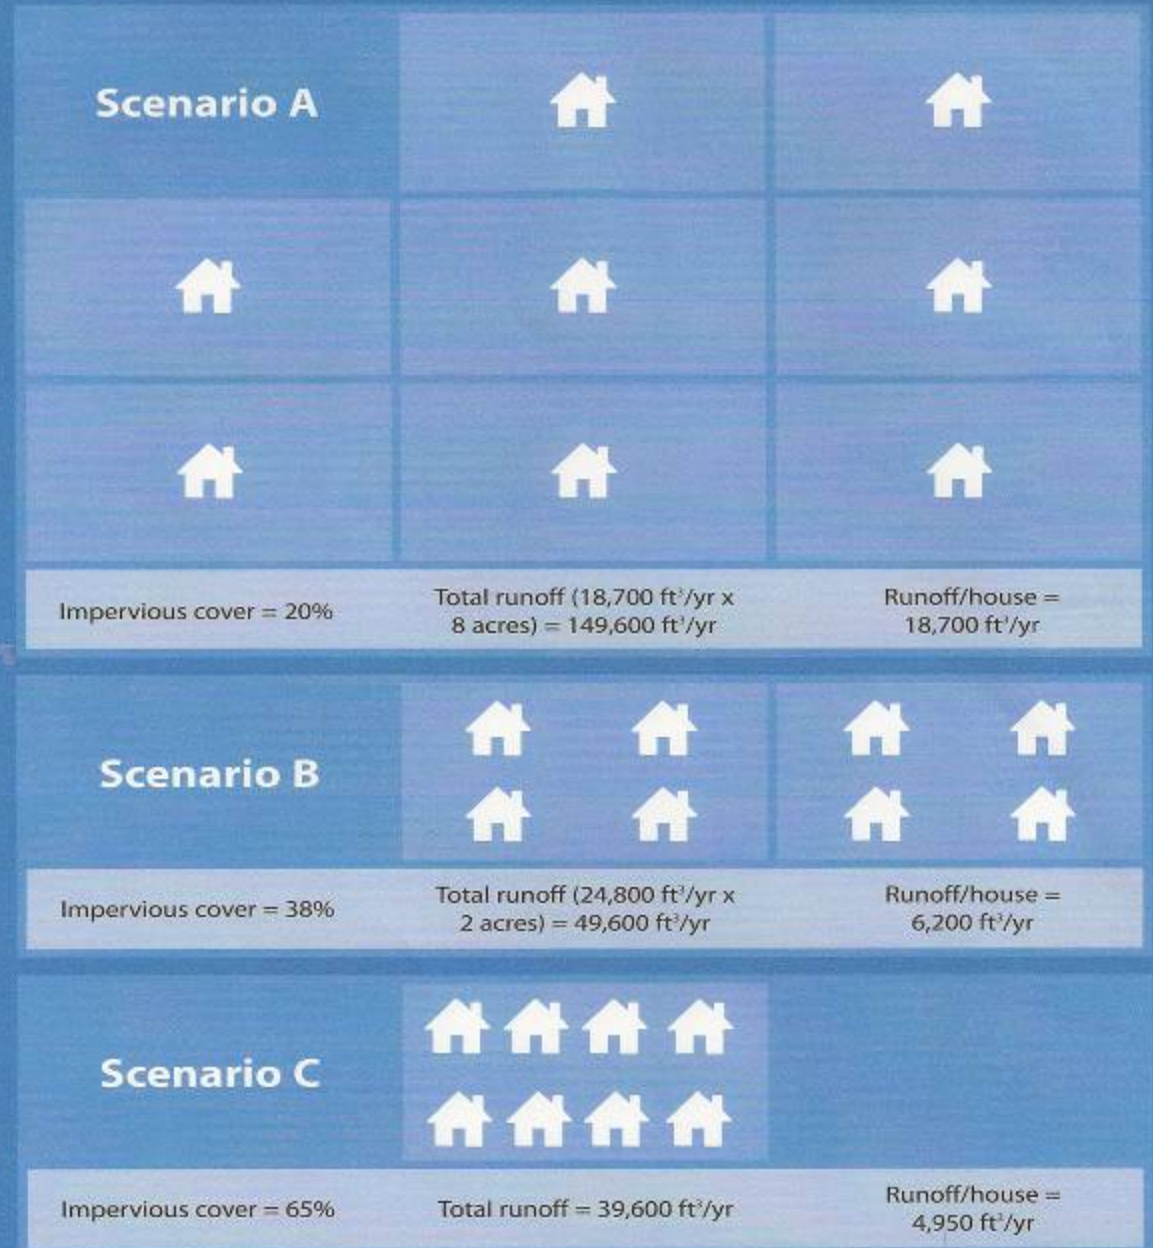 Scenario A
Impervious cover = 20%
Total runoff (18,700 ft³/yr x
8 acres) = 149,600 ft³/yr
Runoff/house =
18,700 ft³/yr
Scenario B
Impervious cover = 38%
Total runoff (24,800 ft³/yr x
2 acres) = 49,600 ft³/yr
Runoff/house =
6,200 ft³/yr
Scenario C
Impervious cover = 65%
Total runoff = 39,600 ft³/yr
Runoff/house =
4,950 ft³/yr